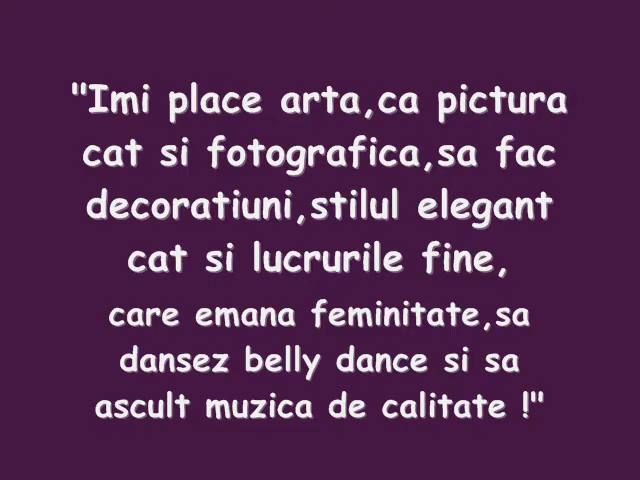 "Imi place arta,ca pictura
cat si fotografica,sa fac
decoratiuni,stilul elegant
cat si lucrurile fine,
care emana feminitate,sa
dansez belly dance si sa
ascult muzica de calitate !"